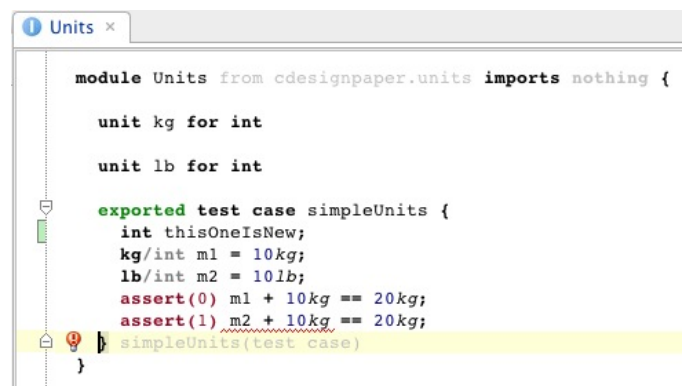 Units ×
module Units from cdesignpaper.units imports nothing {
unit kg for int
unit lb for int
exported test case simpleUnits {
int thisOneIsNew;
kg/int m1 = 10kg;
lb/int m2 = 10lb;
assert(0) m1 + 10kg == 20kg;
assert(1) m2 + 10kg == 20kg;
} simpleUnits(test case)
}